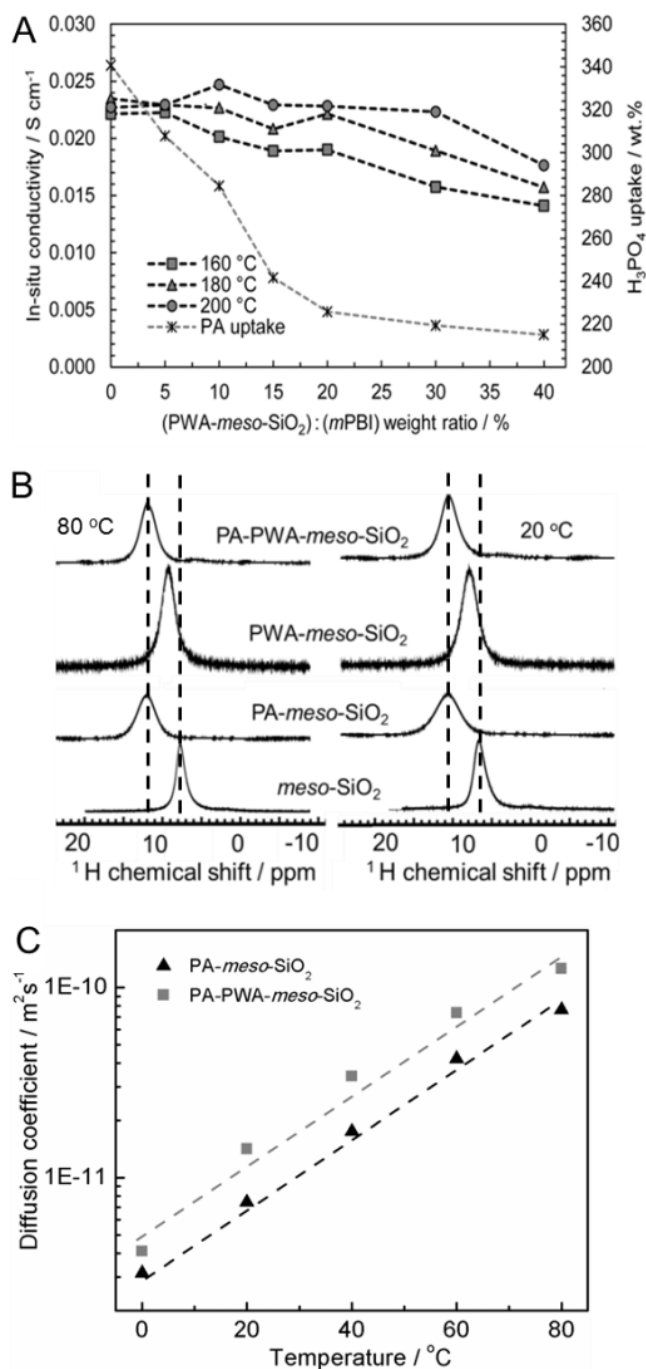 A
In-situ conductivity / S cm⁻¹
0.030
0.025
0.020
0.015
0.010
0.005
0.000
360
340
320
300
280
260
240
220
200
H₃PO₄ uptake / wt.%
160 °C
180 °C
200 °C
PA uptake
0 5 10 15 20 25 30 35 40
(PWA-meso-SiO₂):(mPBI) weight ratio / %
B
80 °C
20 °C
PA-PWA-meso-SiO₂
PWA-meso-SiO₂
PA-meso-SiO₂
meso-SiO₂
20 10 0 -10
20 10 0 -10
¹H chemical shift / ppm
¹H chemical shift / ppm
C
PA-meso-SiO₂
PA-PWA-meso-SiO₂
Diffusion coefficient / m²s⁻¹
1E-10
1E-11
0 20 40 60 80
Temperature / °C